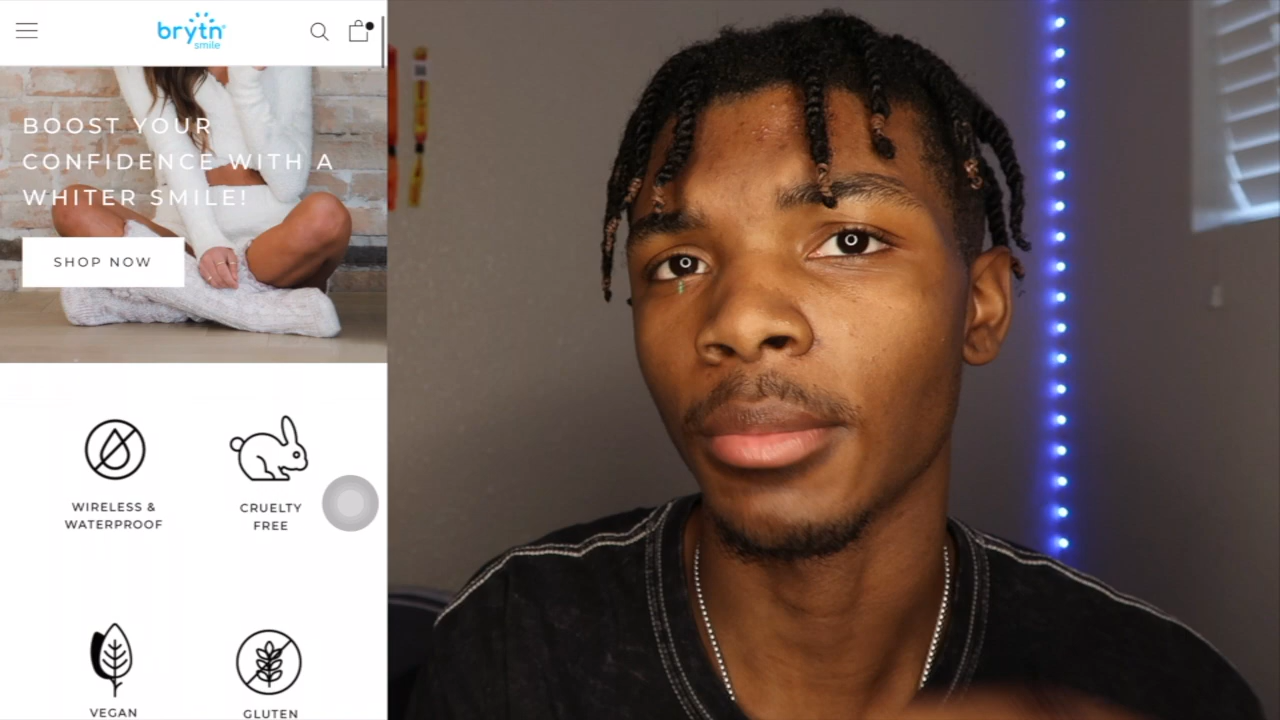 brytn
smile
BOOST YOUR
CONFIDENCE WITH A
WHITER SMILE!
SHOP NOW
WIRELESS &
WATERPROOF
CRUELTY
FREE
VEGAN
GLUTEN